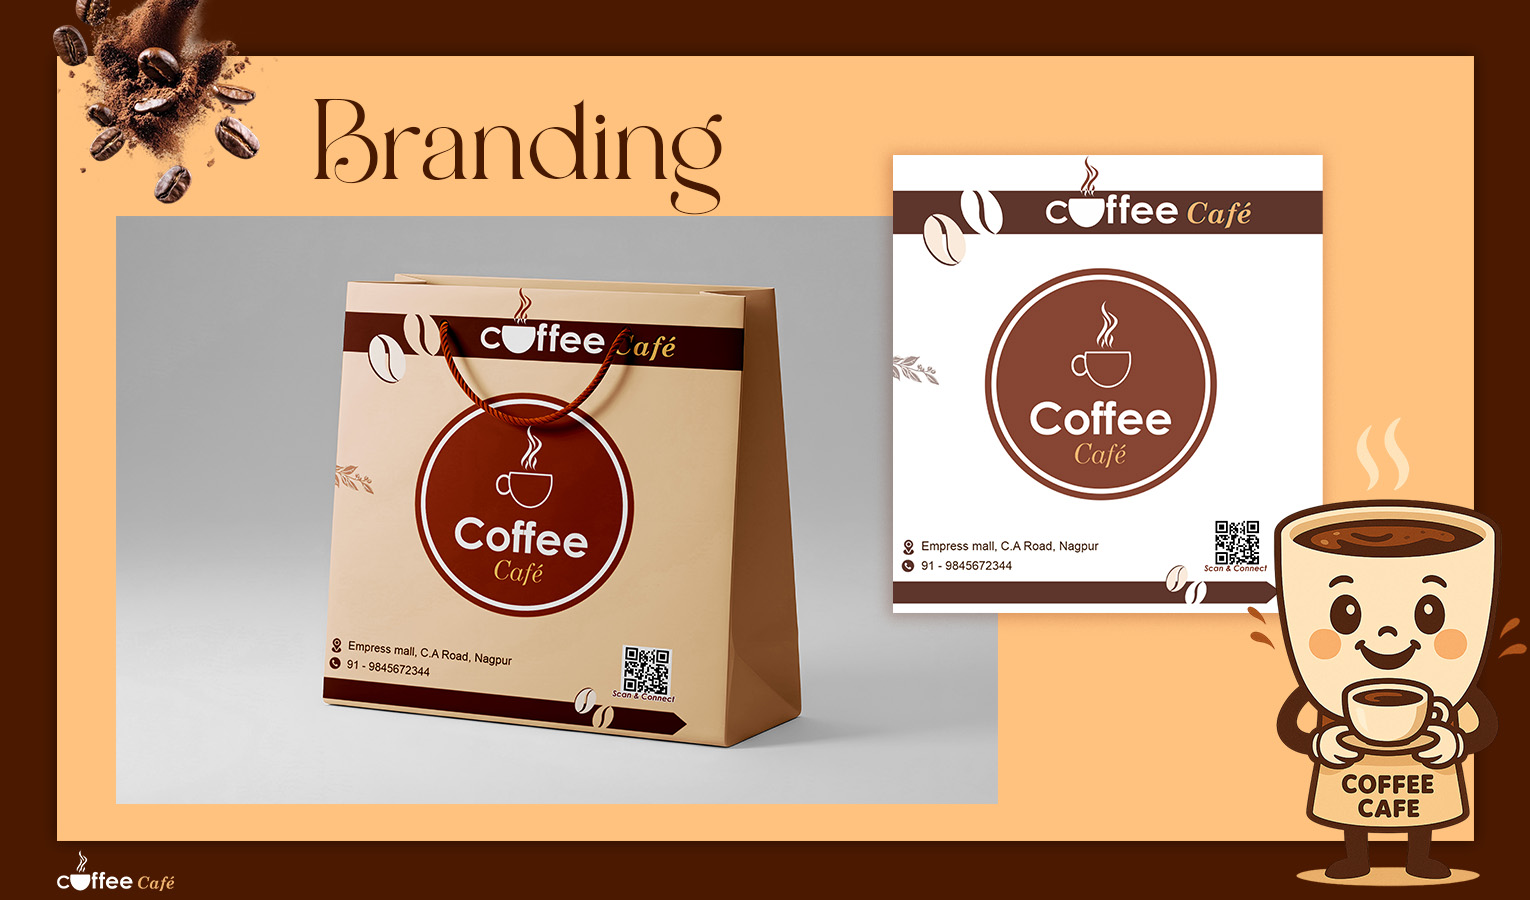 Branding
coffee Café
Coffee
Café
Empress mall, C.A Road, Nagpur
91 - 9845672344
Scan & Connect
coffee Café
Coffee
Café
Empress mall, C.A Road, Nagpur
91 - 9845672344
Scan & Connect
COFFEE
CAFE
coffee Café